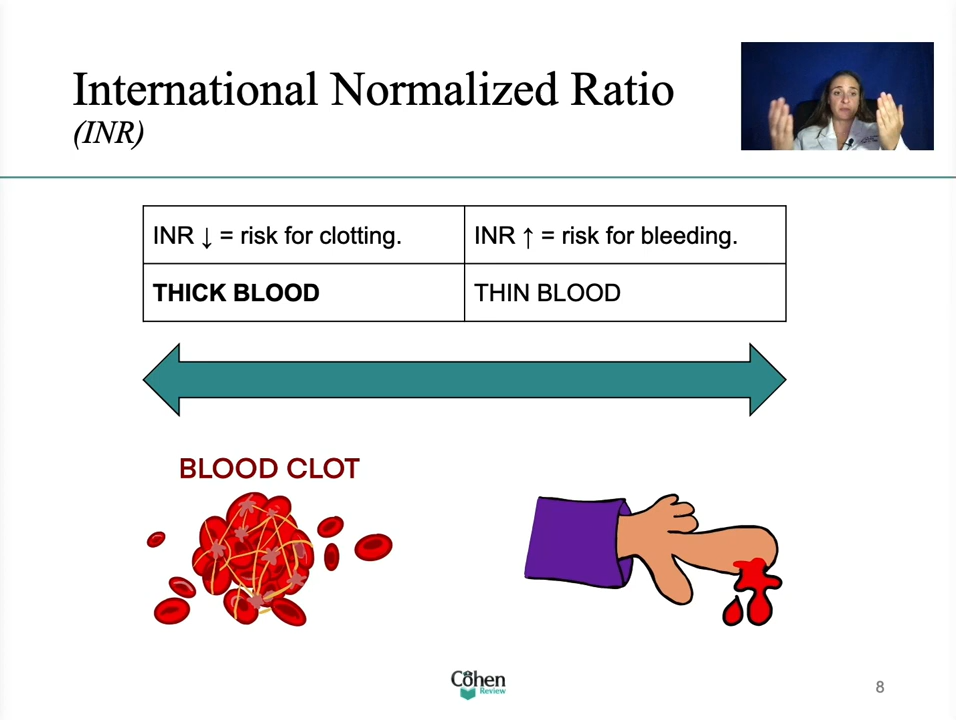 International Normalized Ratio
(INR)
INR ↓ = risk for clotting.
INR ↑ = risk for bleeding.
THICK BLOOD
THIN BLOOD
BLOOD CLOT
Cohen
Review
8